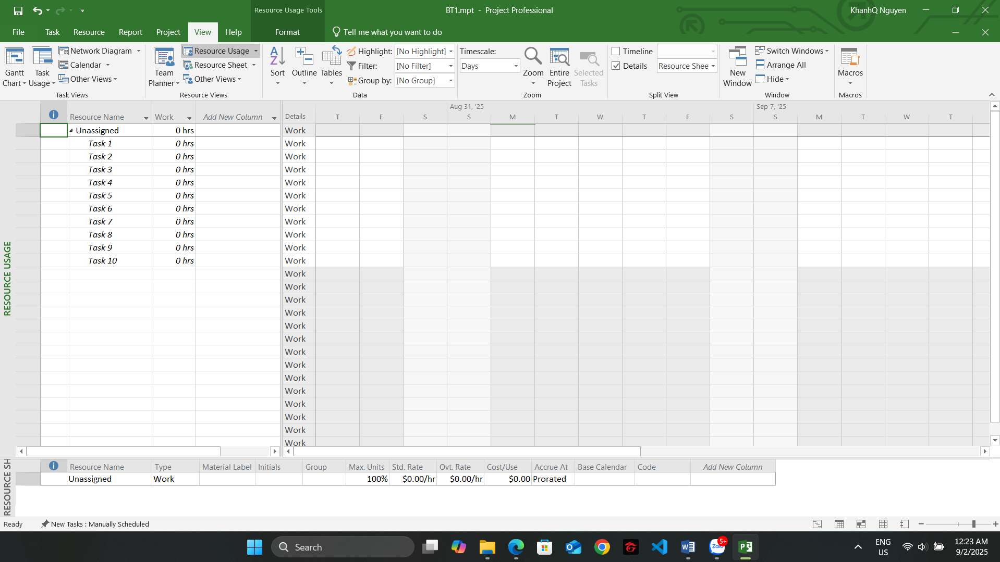 Resource Usage Tools
BT1.mpt - Project Professional
KhanhQ Nguyen
File Task Resource Report Project View Help Format Tell me what you want to do
Gantt Chart
Task Usage
Network Diagram
Calendar
Other Views
Task Views
Team Planner
Resource Usage
Resource Sheet
Other Views
Resource Views
A Z Sort
Outline
Tables
Highlight: [No Highlight]
Filter: [No Filter]
Group by: [No Group]
Data
Timescale:
Days
Zoom
Entire Project
Selected Tasks
Zoom
Timeline
Details Resource Shee
Split View
New Window
Switch Windows
Arrange All
Hide
Window
Macros
Macros
Aug 31, '25 Sep 7, '25
Resource Name Work Add New Column Details T F S S M T W T F S S M T W T
Unassigned 0 hrs Work
Task 1 0 hrs Work
Task 2 0 hrs Work
Task 3 0 hrs Work
Task 4 0 hrs Work
Task 5 0 hrs Work
Task 6 0 hrs Work
Task 7 0 hrs Work
Task 8 0 hrs Work
Task 9 0 hrs Work
Task 10 0 hrs Work
Work
Work
Work
Work
Work
Work
Work
Work
Work
Work
Work
Work
Work
Work
RESOURCE USAGE
Resource Name Type Material Label Initials Group Max. Units Std. Rate Ovt. Rate Cost/Use Accrue At Base Calendar Code Add New Column
Unassigned Work 100% $0.00/hr $0.00/hr $0.00 Prorated
RESOURCE SH
Ready New Tasks : Manually Scheduled
Search
Zalo 5+
ENG
US
12:23 AM
9/2/2025